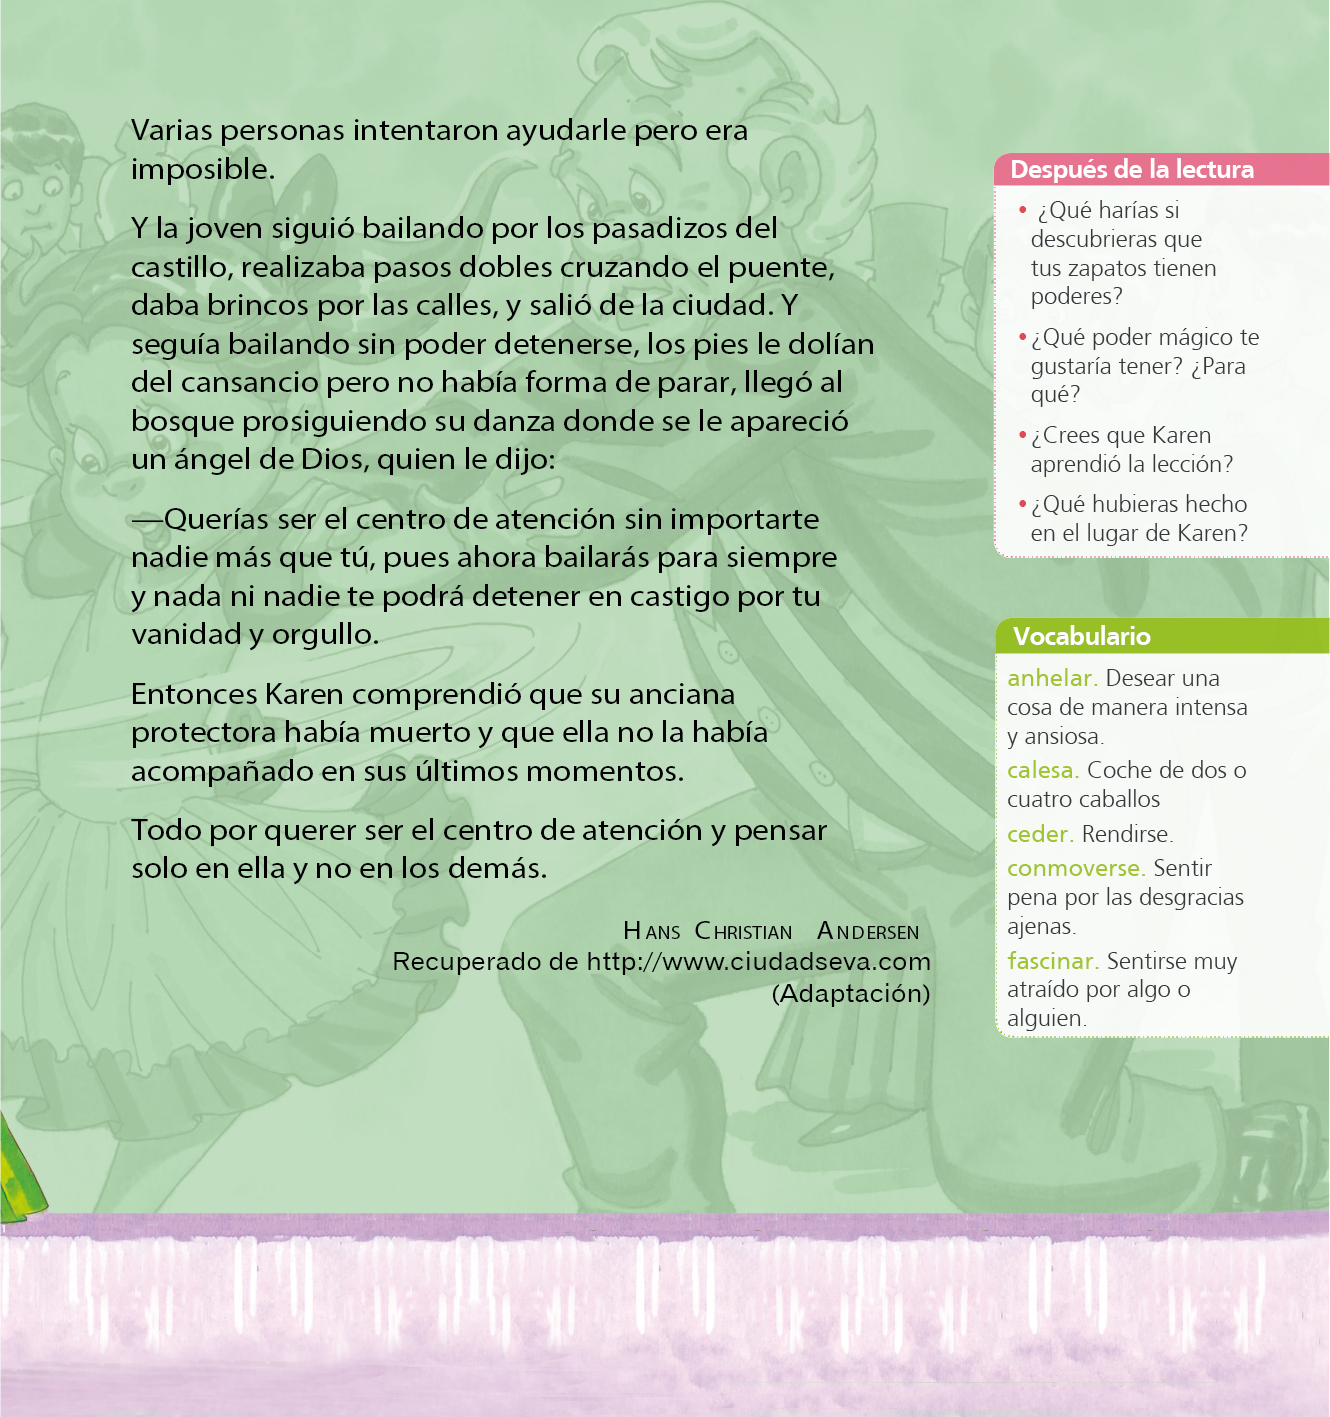 Varias personas intentaron ayudarle pero era
imposible.
Y la joven siguió bailando por los pasadizos del
castillo, realizaba pasos dobles cruzando el puente,
daba brincos por las calles, y salió de la ciudad. Y
seguía bailando sin poder detenerse, los pies le dolían
del cansancio pero no había forma de parar, llegó al
bosque prosiguiendo su danza donde se le apareció
un ángel de Dios, quien le dijo:
—Querías ser el centro de atención sin importarte
nadie más que tú, pues ahora bailarás para siempre
y nada ni nadie te podrá detener en castigo por tu
vanidad y orgullo.
Entonces Karen comprendió que su anciana
protectora había muerto y que ella no la había
acompañado en sus últimos momentos.
Todo por querer ser el centro de atención y pensar
solo en ella y no en los demás.
HANS CHRISTIAN ANDERSEN
Recuperado de http://www.ciudadseva.com
(Adaptación)
Después de la lectura
• ¿Qué harías si
descubrieras que
tus zapatos tienen
poderes?
• ¿Qué poder mágico te
gustaría tener? ¿Para
qué?
• ¿Crees que Karen
aprendió la lección?
• ¿Qué hubieras hecho
en el lugar de Karen?
Vocabulario
anhelar. Desear una
cosa de manera intensa
y ansiosa.
calesa. Coche de dos o
cuatro caballos
ceder. Rendirse.
conmoverse. Sentir
pena por las desgracias
ajenas.
fascinar. Sentirse muy
atraído por algo o
alguien.